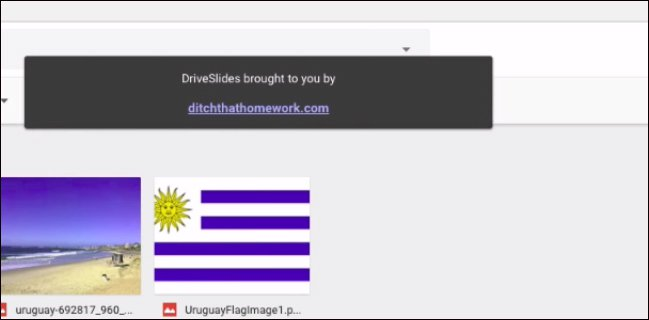 DriveSlides brought to you by
ditchthathomework.com
uruguay-692817_960_...
UruguayFlagImage1.p...